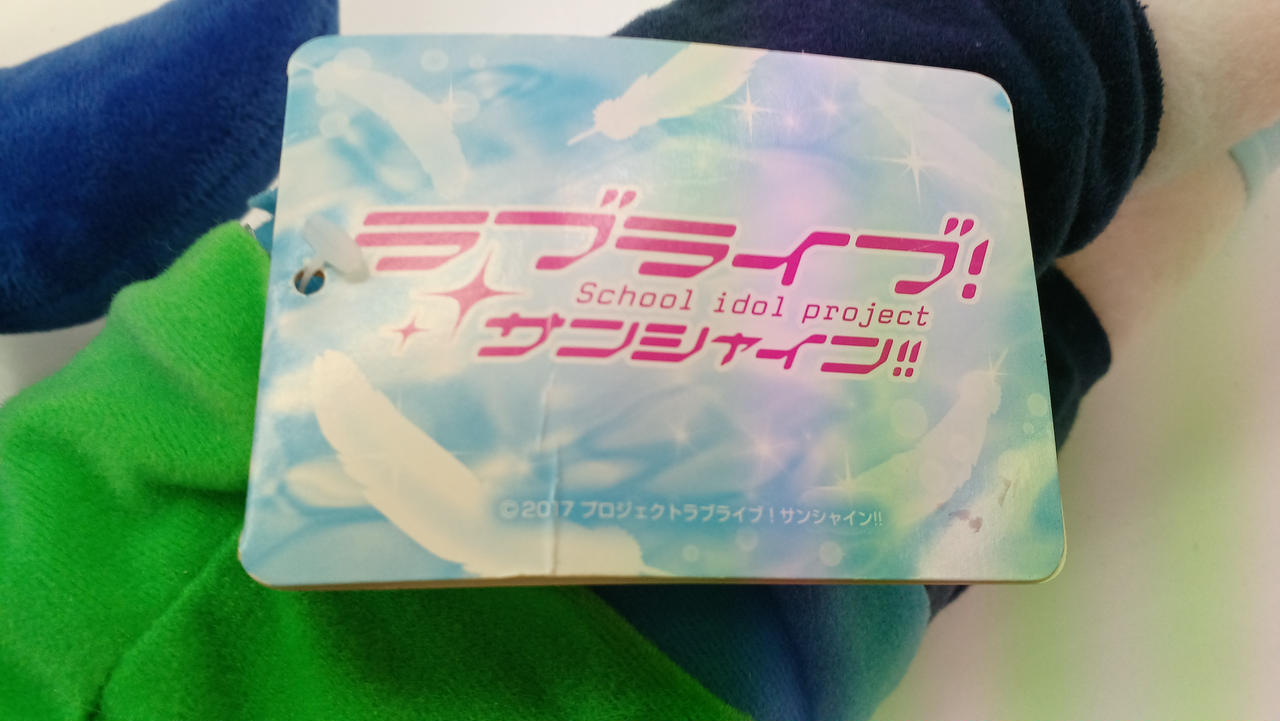 ラブライブ!
School idol project
サンシャイン!!
©2017 プロジェクトラブライブ!サンシャイン!!